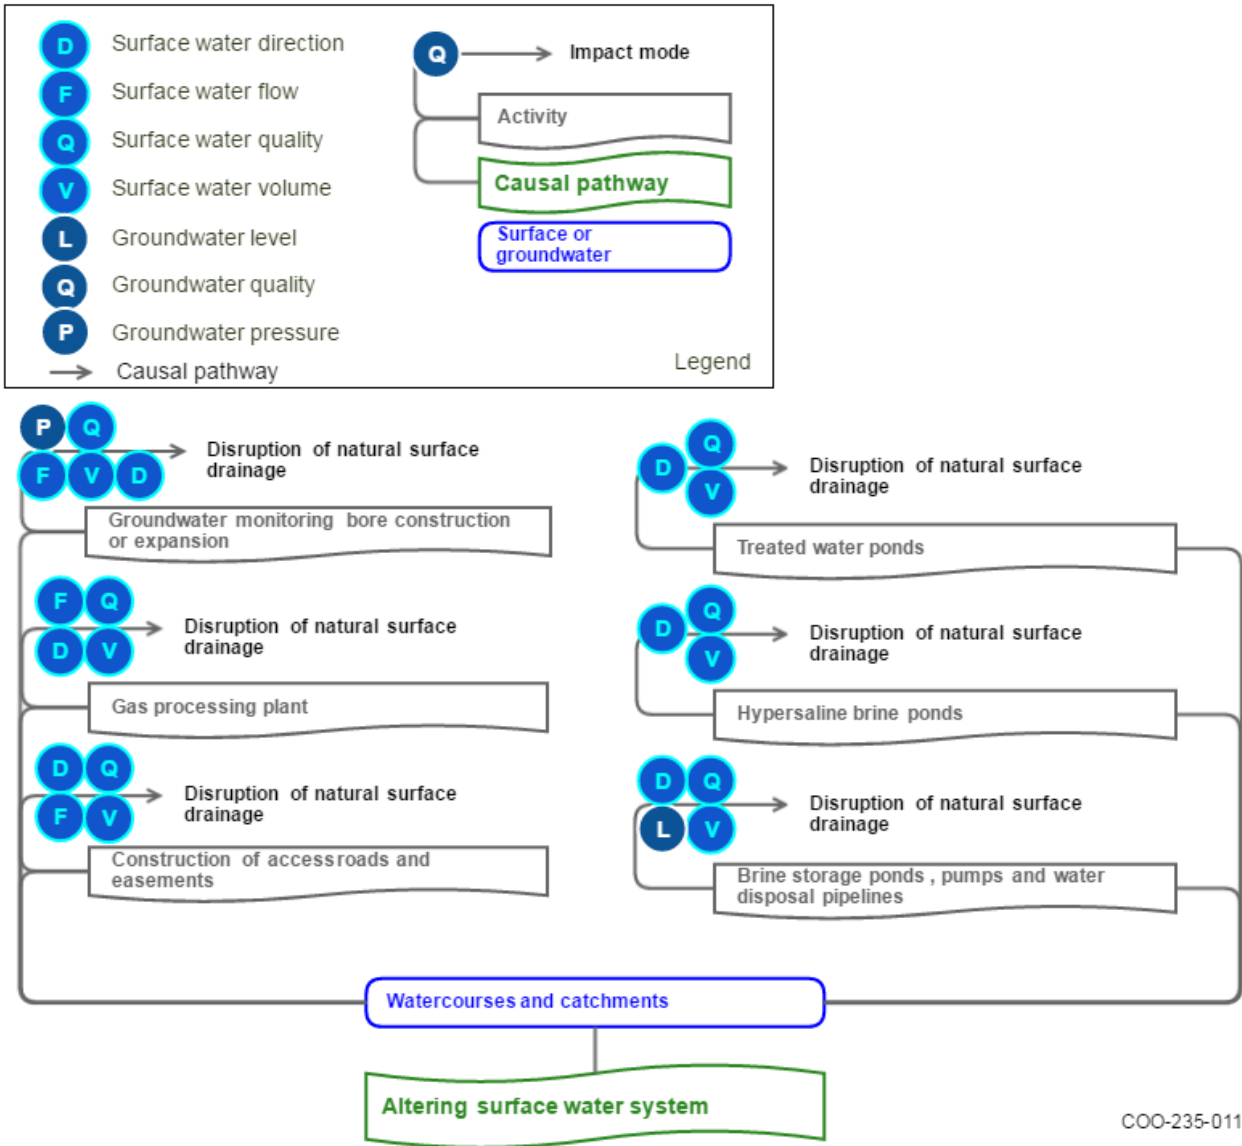 D Surface water direction
F Surface water flow
Q Surface water quality
V Surface water volume
L Groundwater level
Q Groundwater quality
P Groundwater pressure
Causal pathway
Q Impact mode
Activity
Causal pathway
Surface or
groundwater
Legend
P Q
F V D
Disruption of natural surface
drainage
Groundwater monitoring bore construction
or expansion
F Q
D V
Disruption of natural surface
drainage
Gas processing plant
D Q
F V
Disruption of natural surface
drainage
Construction of access roads and
easements
D Q
V
Disruption of natural surface
drainage
Treated water ponds
D Q
V
Disruption of natural surface
drainage
Hypersaline brine ponds
D Q
L V
Disruption of natural surface
drainage
Brine storage ponds , pumps and water
disposal pipelines
Watercourses and catchments
Altering surface water system
COO-235-011